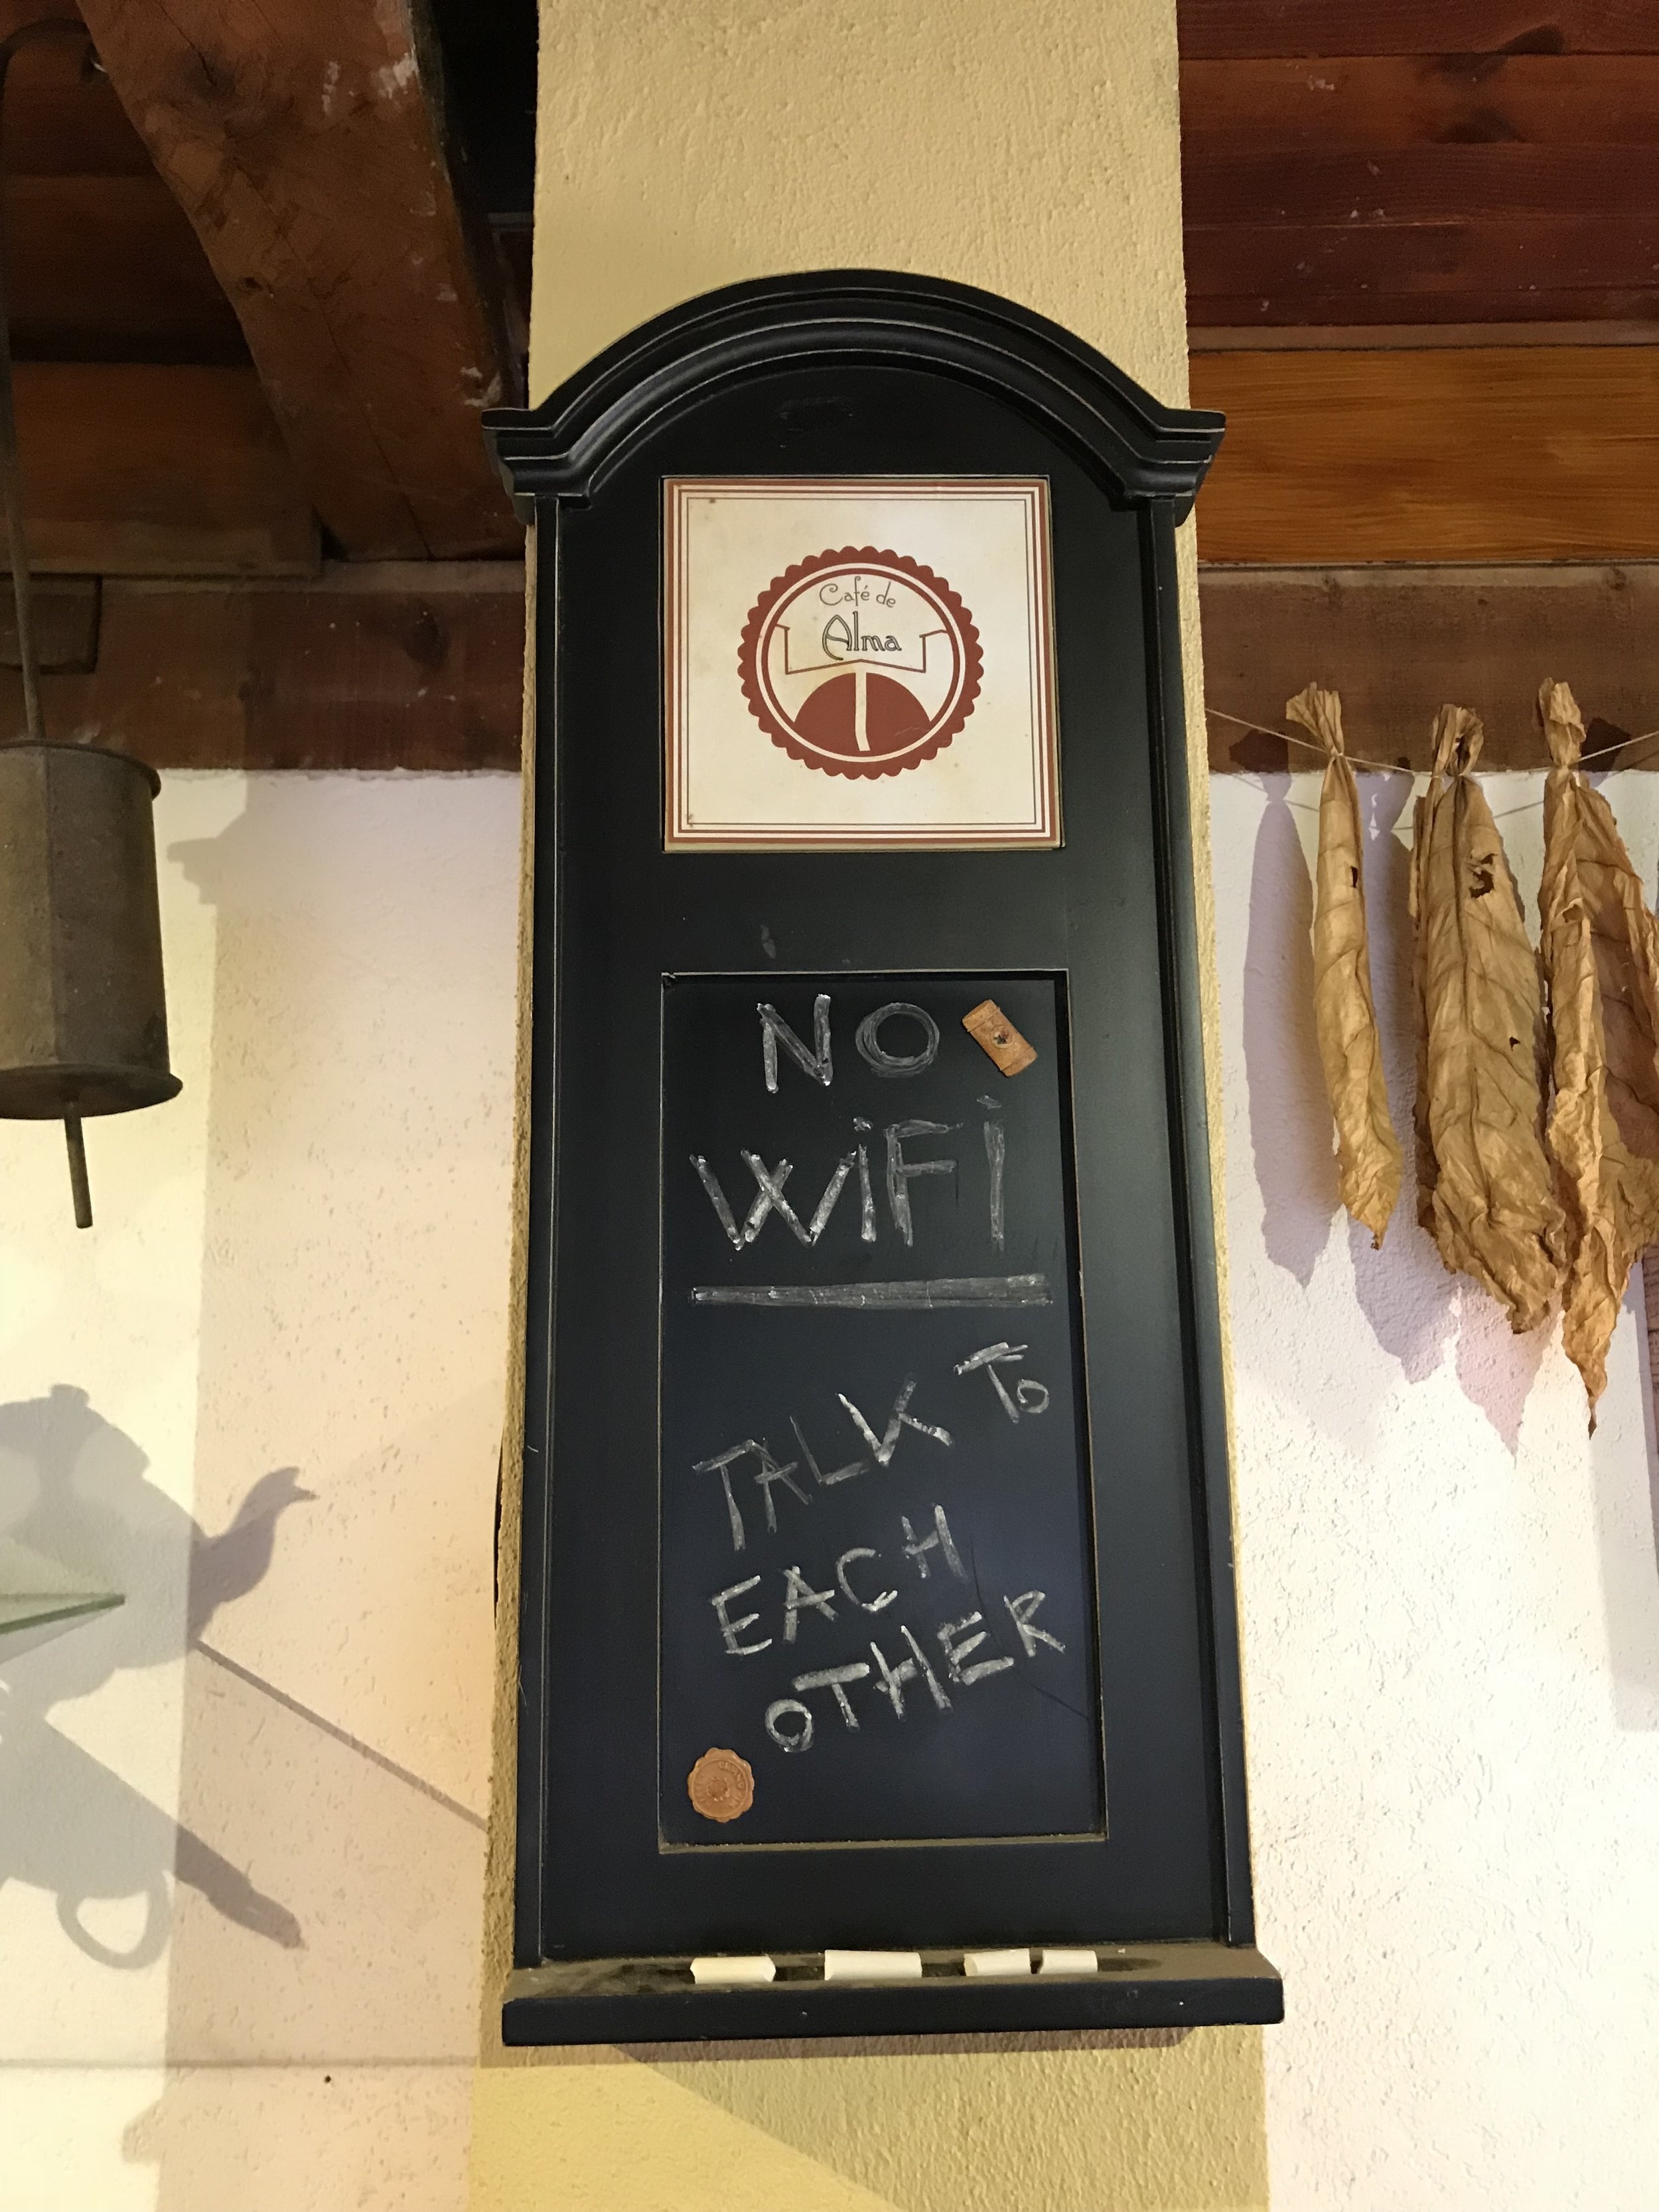 Café de
Alma
NO
WiFi
TALK To
EACH
OTHER